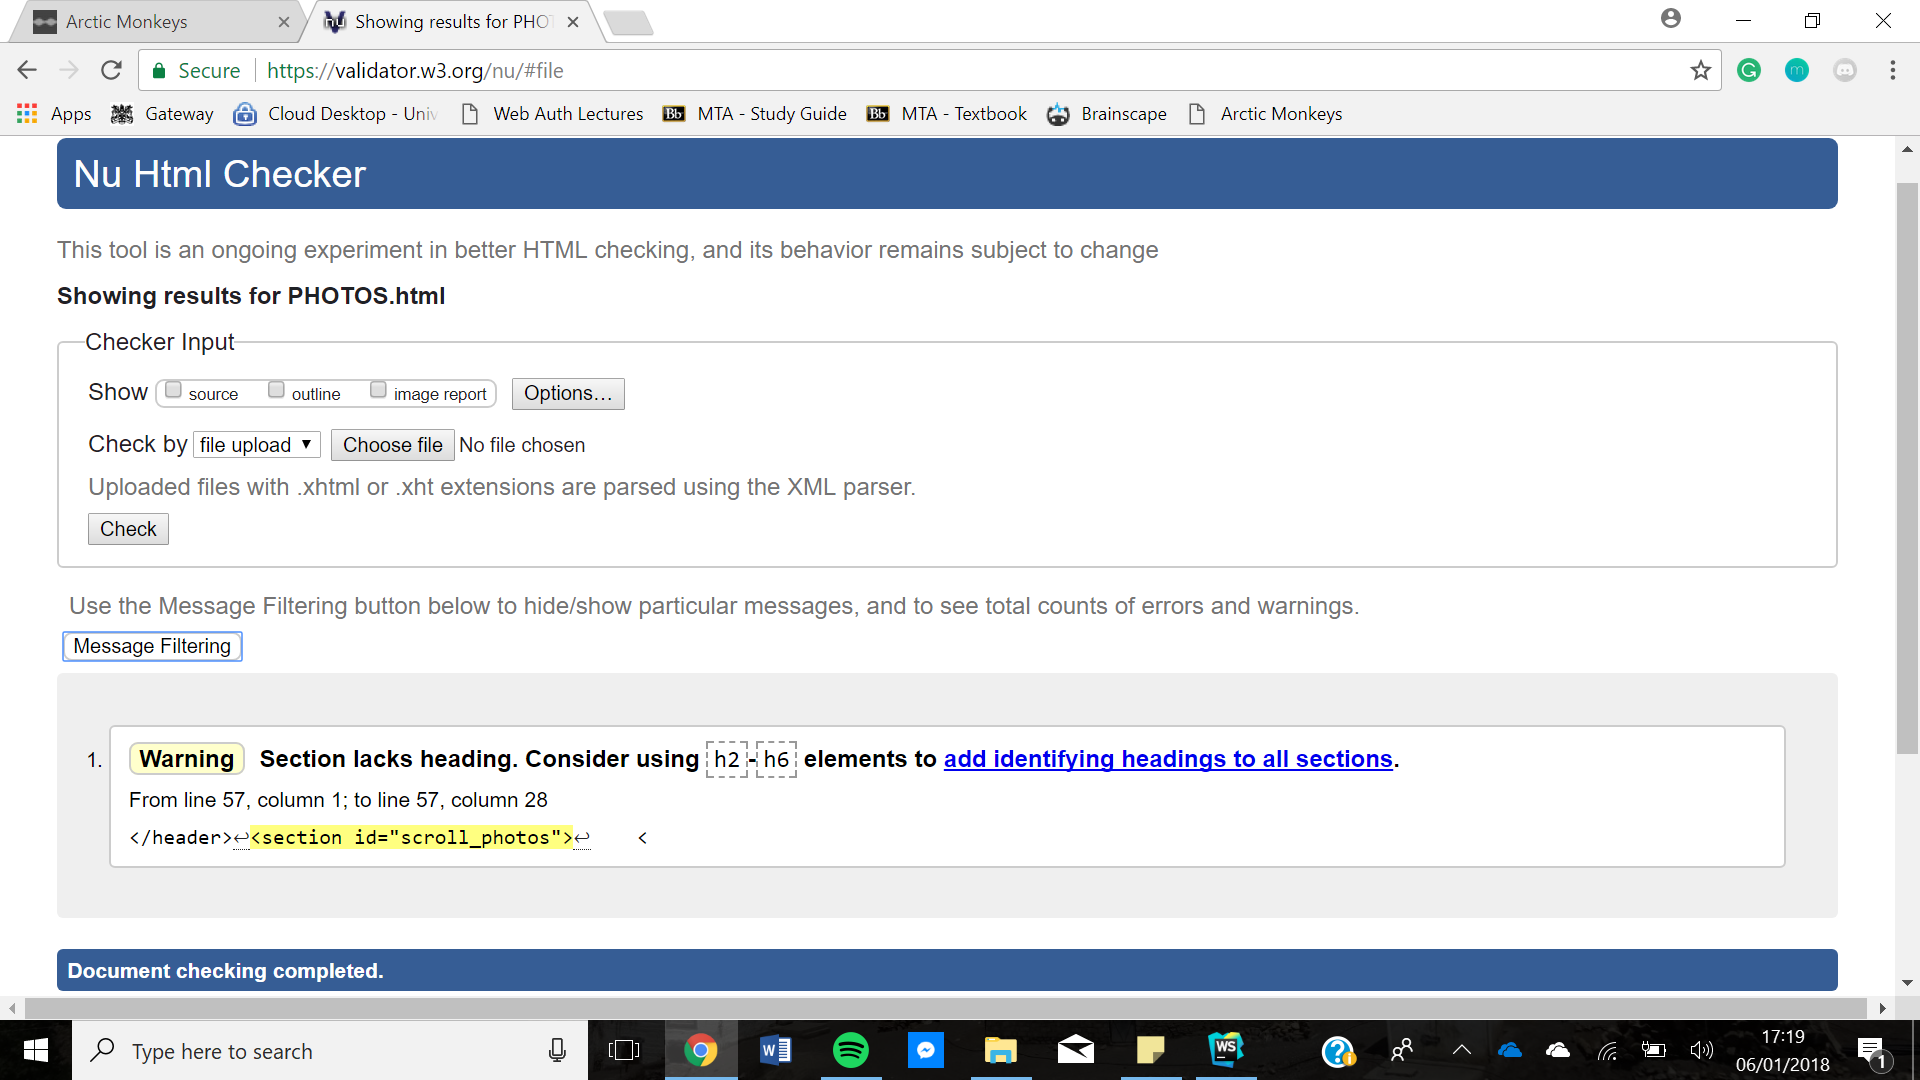 Arctic Monkeys
Showing results for PHO
Secure https://validator.w3.org/nu/#file
Apps Gateway Cloud Desktop - Univ Web Auth Lectures Bb MTA - Study Guide Bb MTA - Textbook Brainscape Arctic Monkeys
Nu Html Checker
This tool is an ongoing experiment in better HTML checking, and its behavior remains subject to change
Showing results for PHOTOS.html
Checker Input
Show source outline image report Options...
Check by file upload Choose file No file chosen
Uploaded files with .xhtml or .xht extensions are parsed using the XML parser.
Check
Use the Message Filtering button below to hide/show particular messages, and to see total counts of errors and warnings.
Message Filtering
1. Warning Section lacks heading. Consider using h2-h6 elements to add identifying headings to all sections.
From line 57, column 1; to line 57, column 28
</header>↩<section id="scroll_photos">↩ <
Document checking completed.
Type here to search
WS
17:19
06/01/2018
1